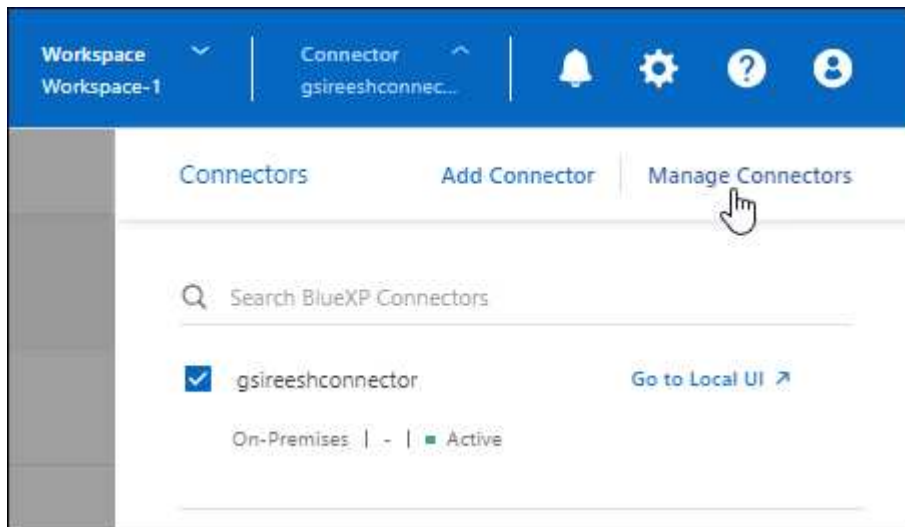 Workspace
Workspace-1
Connector
gsireeshconnec...
Connectors
Add Connector
Manage Connectors
Search BlueXP Connectors
gsireeshconnector
Go to Local UI
On-Premises | - | Active